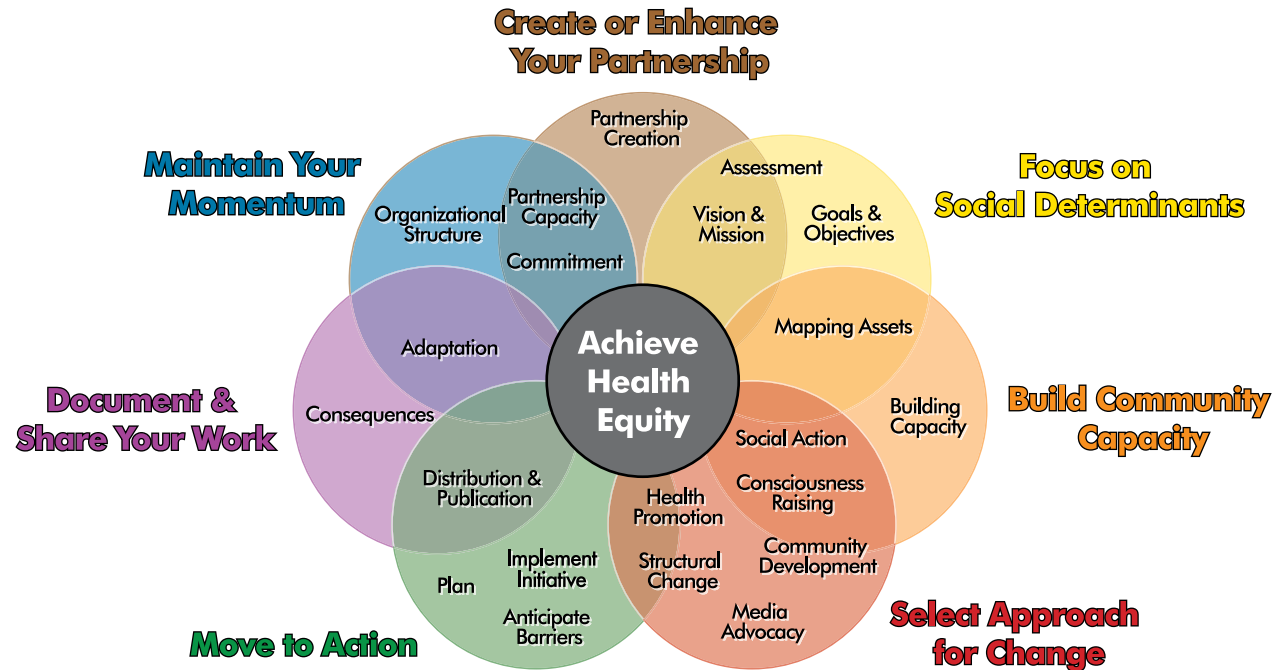 Create or Enhance
Your Partnership
Partnership
Creation
Maintain Your
Momentum
Focus on
Social Determinants
Assessment
Partnership
Capacity
Organizational
Structure
Vision &
Mission
Goals &
Objectives
Commitment
Mapping Assets
Adaptation
Achieve
Health
Equity
Document &
Share Your Work
Consequences
Building
Capacity
Build Community
Capacity
Social Action
Distribution &
Publication
Consciousness
Raising
Health
Promotion
Implement
Initiative
Structural
Change
Community
Development
Plan
Anticipate
Barriers
Media
Advocacy
Move to Action
Select Approach
for Change